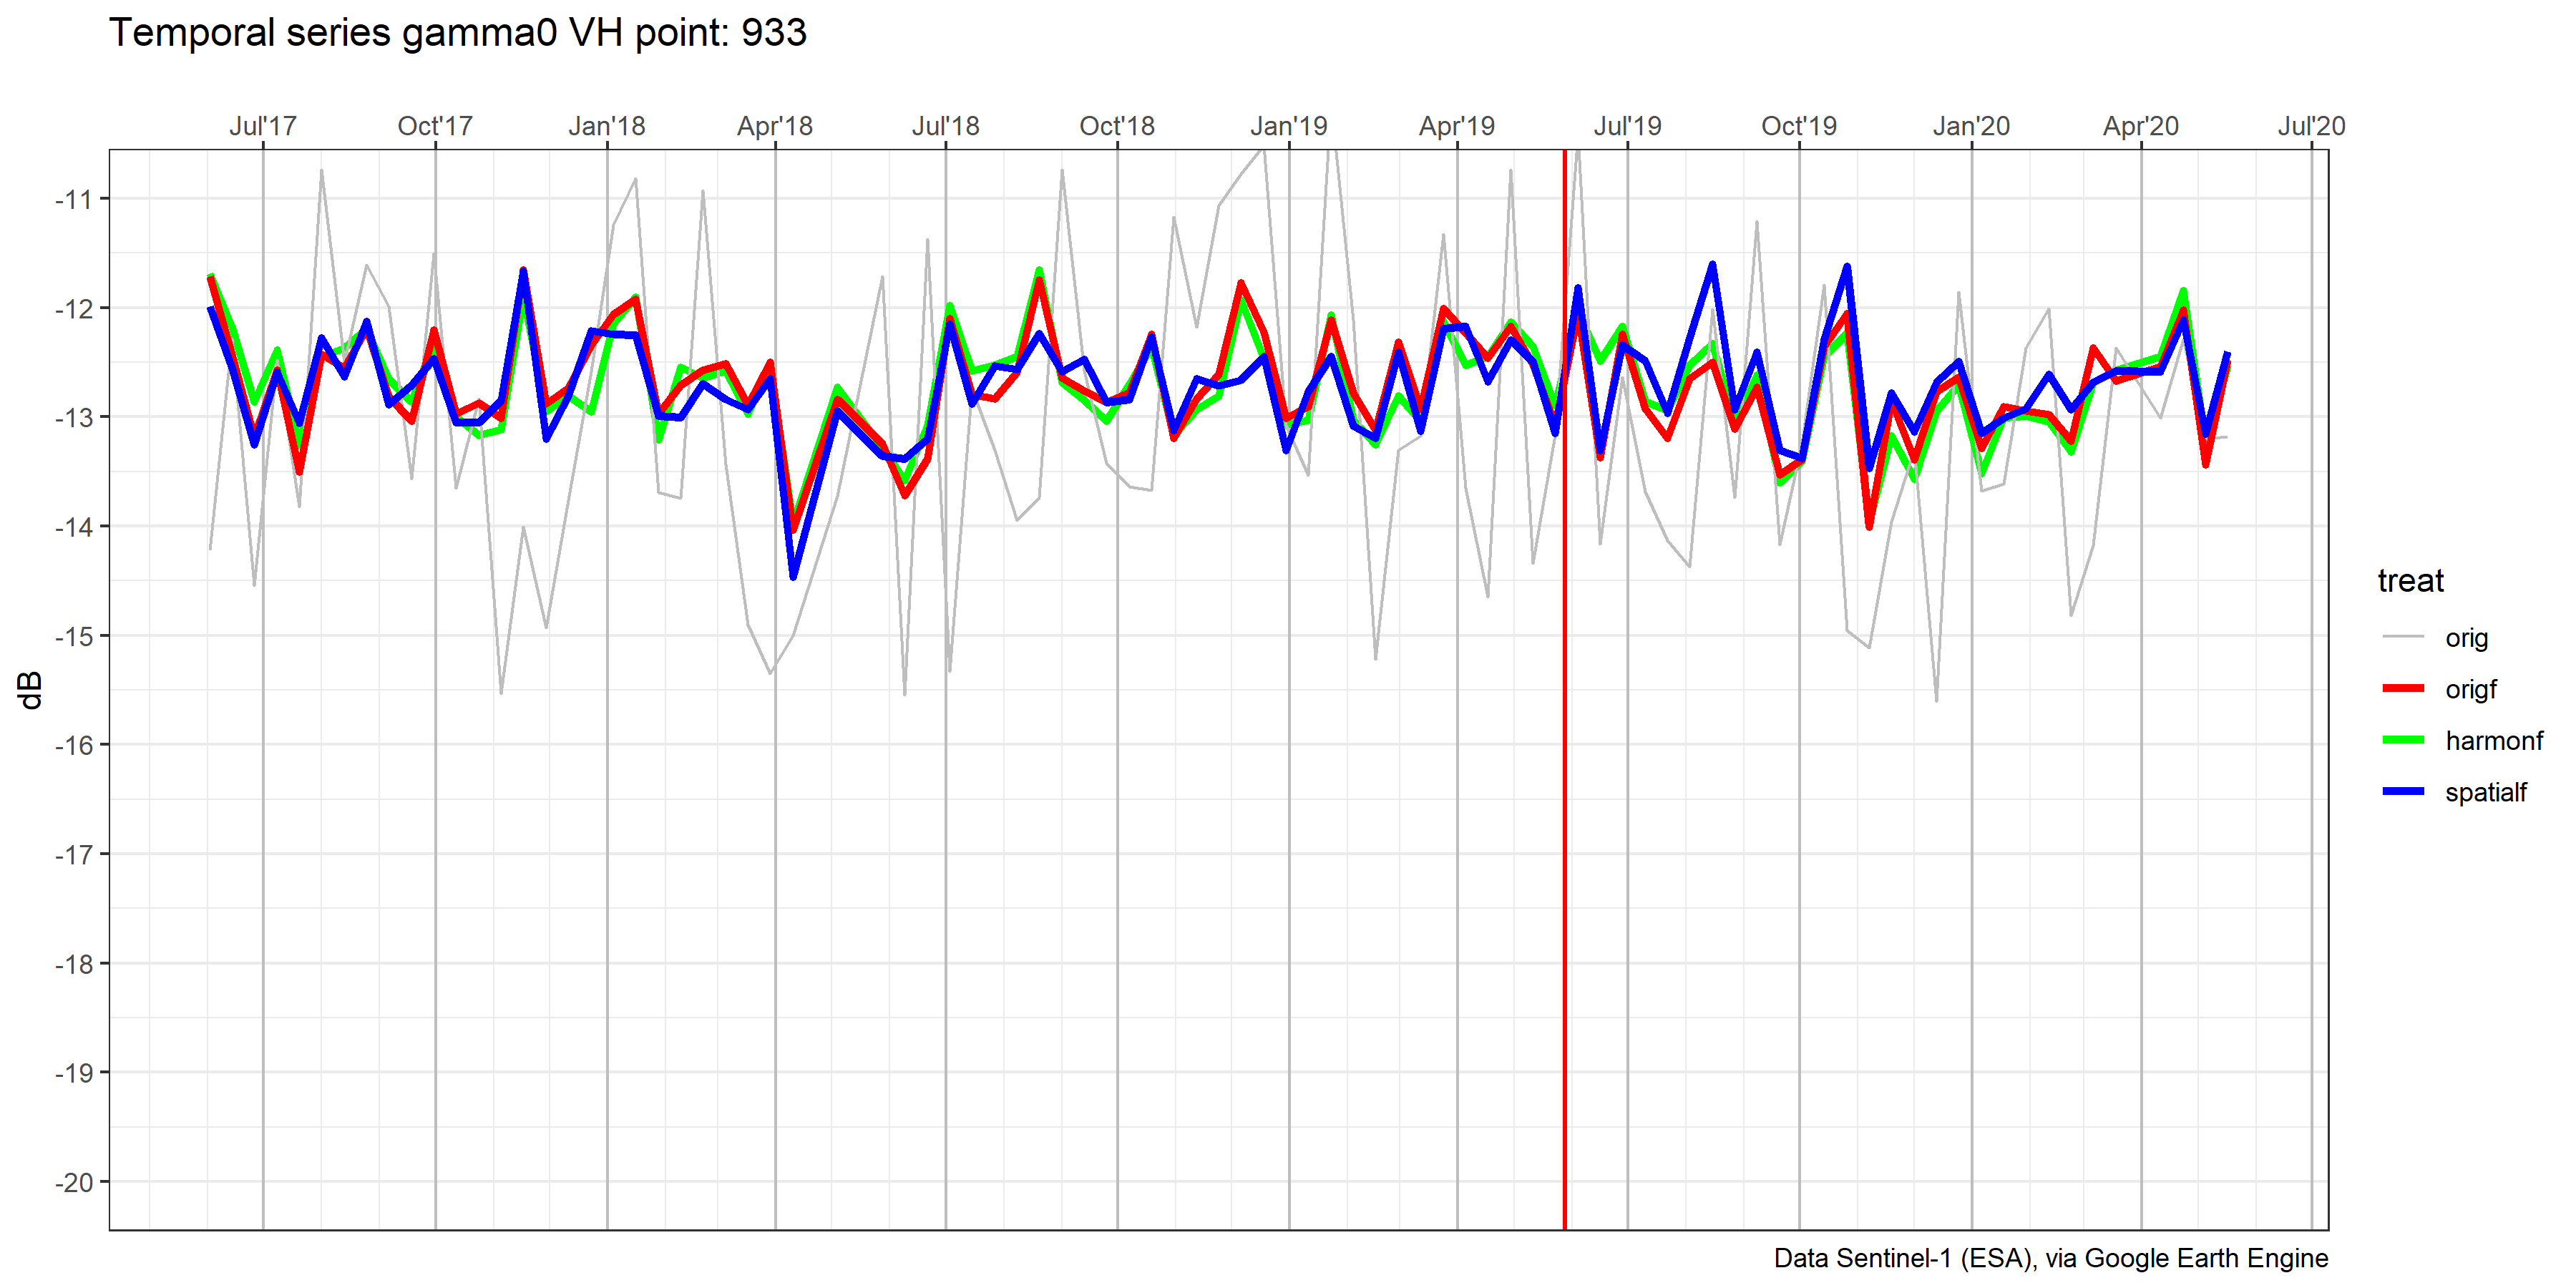 Temporal series gamma0 VH point: 933
Jul'17 Oct'17 Jan'18 Apr'18 Jul'18 Oct'18 Jan'19 Apr'19 Jul'19 Oct'19 Jan'20 Apr'20 Jul'20
-11
-12
-13
-14
-15
-16
-17
-18
-19
-20
dB
treat
orig
origf
harmonf
spatialf
Data Sentinel-1 (ESA), via Google Earth Engine